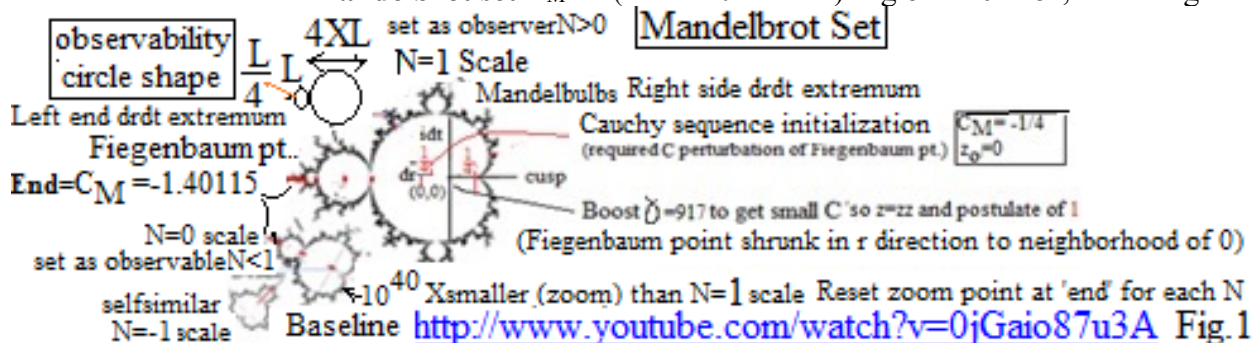 observability
circle shape
L
4
L
4XL
set as observerN>0
N=1 Scale
Mandelbrot Set
Mandelbulbs Right side drdt extremum
Left end drdt extremum
Fiegenbaum pt..
End=CM =-1.40115
Cauchy sequence initialization
(required C perturbation of Fiegenbaum pt.)
CM= -1/4
zo=0
idt
dr
(0,0)
cusp
Boost =917 to get small C so z=zz and postulate of 1
(Fiegenbaum point shrunk in r direction to neighborhood of 0)
N=0 scale
set as observableN<1
selfsimilar
N=-1 scale
10^40 Xsmaller (zoom) than N=1 scale Reset zoom point at 'end' for each N
Baseline http://www.youtube.com/watch?v=0jGaio87u3A Fig.1